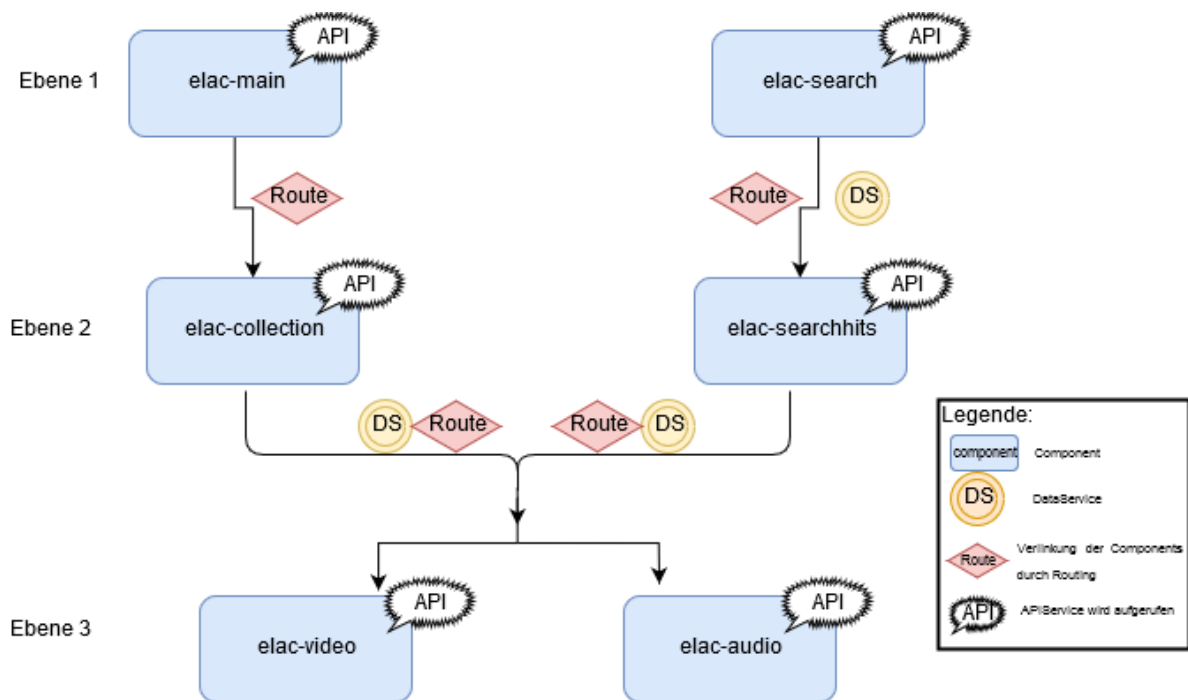 API
API
Ebene 1
elac-main
elac-search
Route
Route
DS
API
API
Ebene 2
elac-collection
elac-searchhits
DS
Route
Route
DS
Legende:
component
Component
DS
DataService
Route
Verlinkung der Components
durch Routing
API
APIService wird aufgerufen
API
API
Ebene 3
elac-video
elac-audio